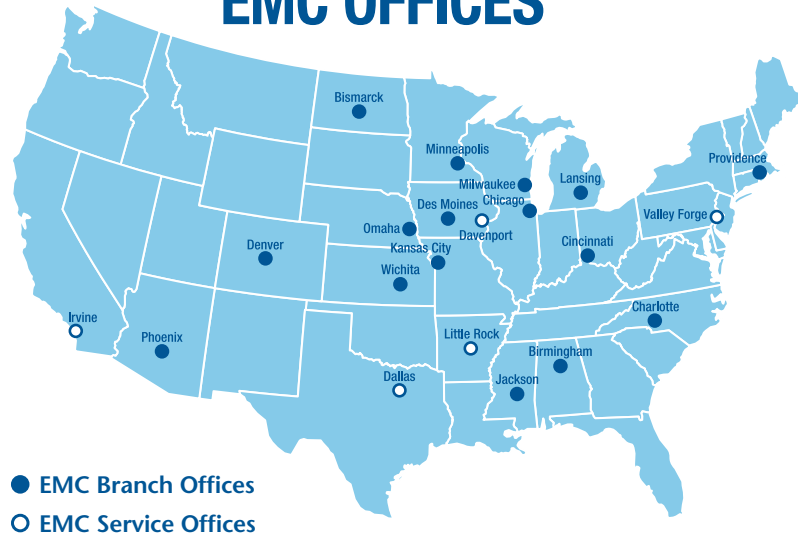 EMC OFFICES
Bismarck
Minneapolis
Providence
Milwaukee
Lansing
Chicago
Des Moines
Valley Forge
Omaha
Davenport
Cincinnati
Denver
Kansas City
Wichita
Charlotte
Irvine
Phoenix
Little Rock
Birmingham
Dallas
Jackson
EMC Branch Offices
EMC Service Offices